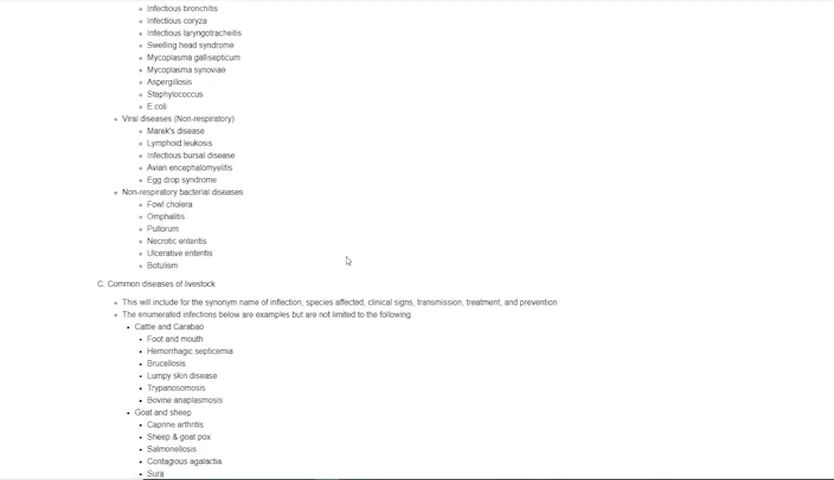 Infectious bronchitis
Infectious coryza
Infectious laryngotracheitis
Swelling head syndrome
Mycoplasma gallisepticum
Mycoplasma synoviae
Aspergillosis
Staphylococcus
E.coli
Viral diseases (Non-respiratory)
Marek's disease
Lymphoid leukosis
Infectious bursal disease
Avian encephalomyelitis
Egg drop syndrome
Non-respiratory bacterial diseases
Fowl cholera
Omphalitis
Pullorum
Necrotic enteritis
Ulcerative enteritis
Botulism
C. Common diseases of livestock
This will include for the synonym name of infection, species affected, clinical signs, transmission, treatment, and prevention
The enumerated infections below are examples but are not limited to the following:
Cattle and Carabao
Foot and mouth
Hemorrhagic septicemia
Brucellosis
Lumpy skin disease
Trypanosomosis
Bovine anaplasmosis
Goat and sheep
Caprine arthritis
Sheep & goat pox
Salmonellosis
Contagious agalactia
Sura